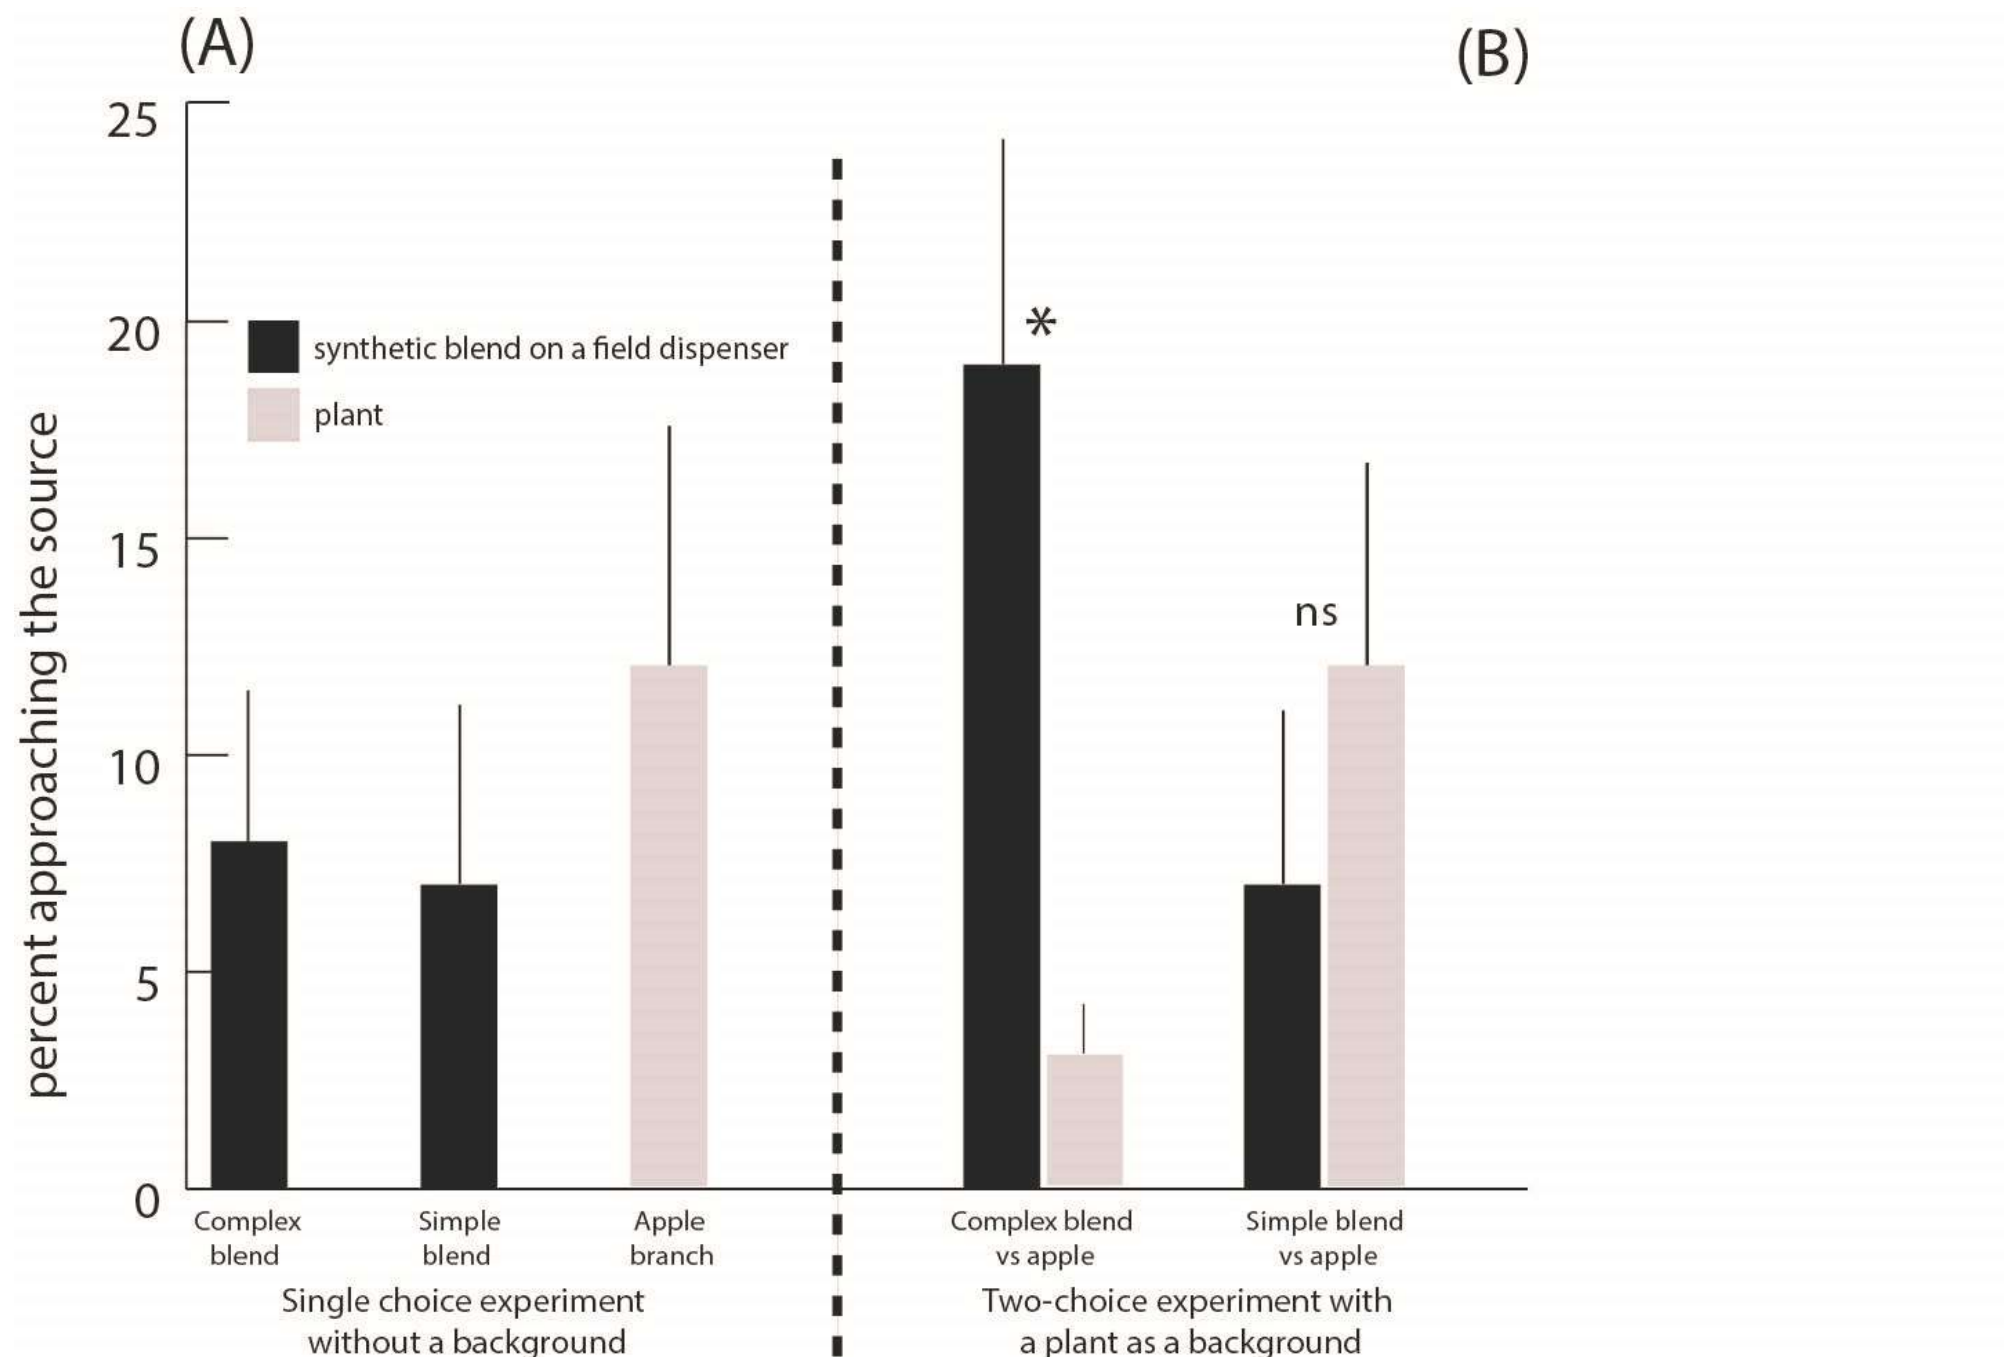 (A)
(B)
25
20
15
10
5
0
percent approaching the source
synthetic blend on a field dispenser
plant
*
ns
Complex
blend
Simple
blend
Apple
branch
Complex blend
vs apple
Simple blend
vs apple
Single choice experiment
without a background
Two-choice experiment with
a plant as a background